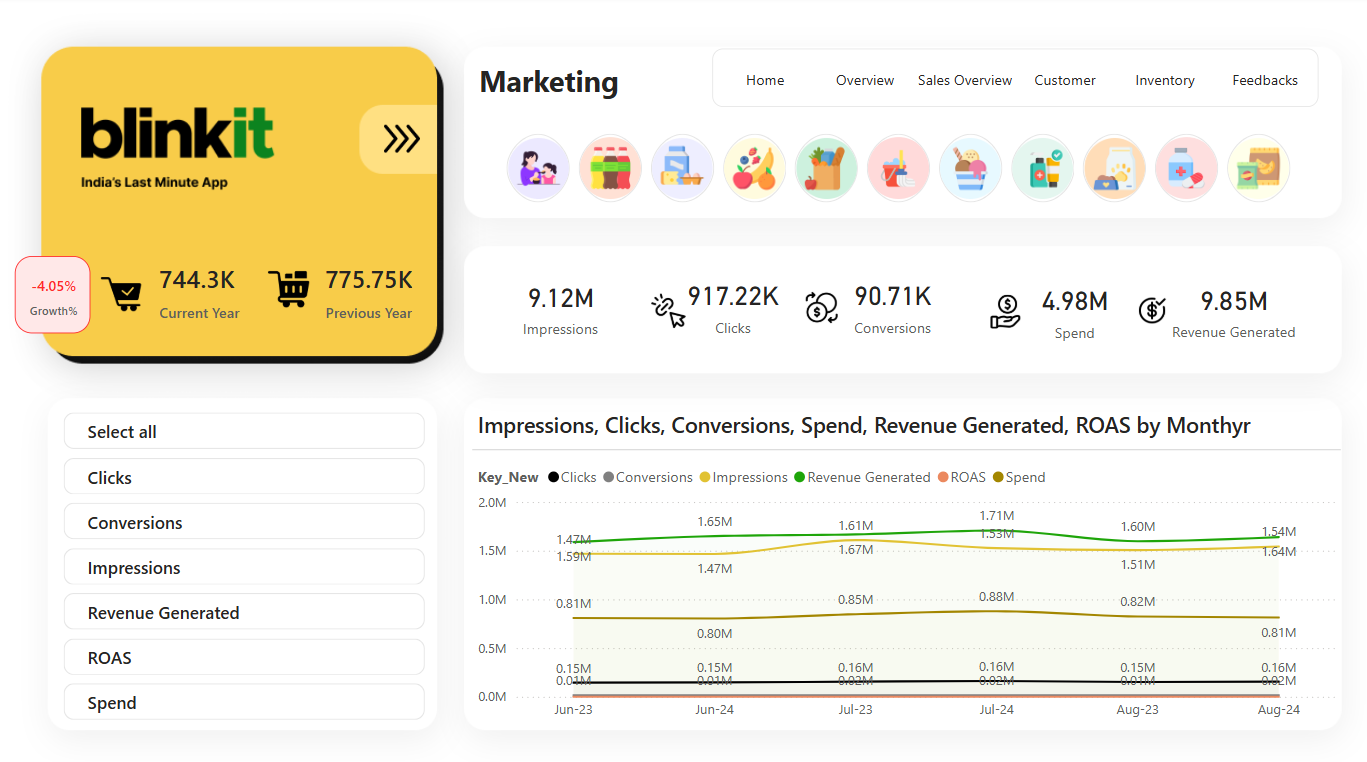 blinkit
India's Last Minute App
-4.05%
Growth%
744.3K
Current Year
775.75K
Previous Year
Marketing
Home
Overview
Sales Overview
Customer
Inventory
Feedbacks
9.12M
Impressions
917.22K
Clicks
90.71K
Conversions
4.98M
Spend
9.85M
Revenue Generated
Select all
Clicks
Conversions
Impressions
Revenue Generated
ROAS
Spend
Impressions, Clicks, Conversions, Spend, Revenue Generated, ROAS by Monthyr
Key_New Clicks Conversions Impressions Revenue Generated ROAS Spend
2.0M
1.5M
1.0M
0.5M
0.0M
1.47M 1.65M 1.61M 1.71M 1.60M 1.54M
1.59M 1.47M 1.67M 1.53M 1.51M 1.64M
0.81M 0.80M 0.85M 0.88M 0.82M 0.81M
0.15M 0.15M 0.16M 0.16M 0.15M 0.16M
0.01M 0.01M 0.02M 0.02M 0.01M 0.02M
Jun-23 Jun-24 Jul-23 Jul-24 Aug-23 Aug-24